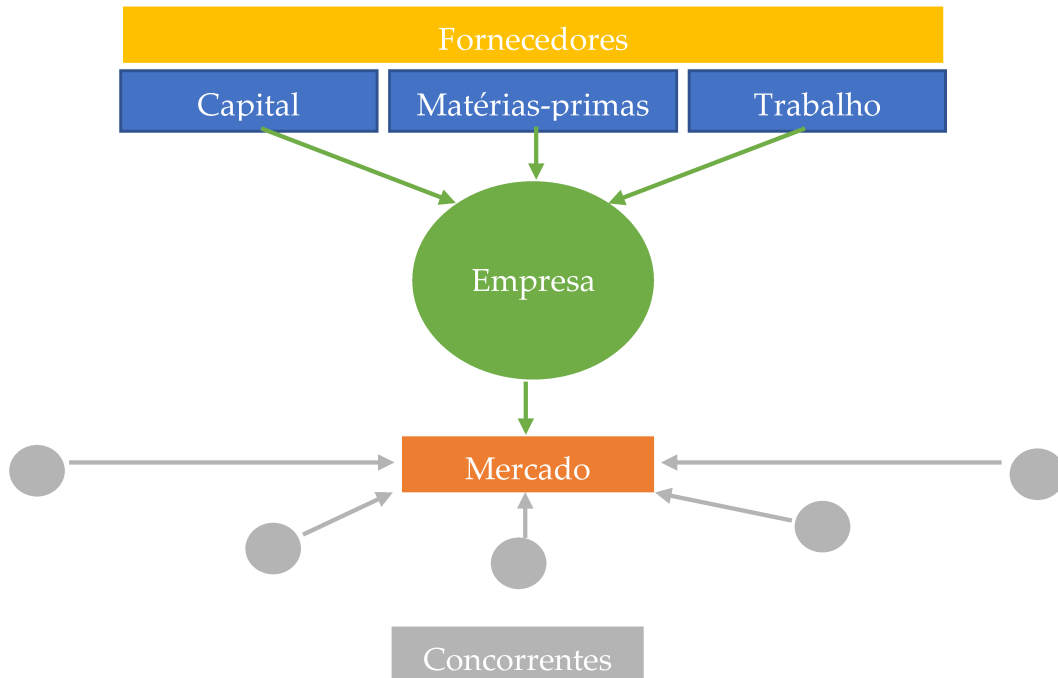 Fornecedores
Capital
Matérias-primas
Trabalho
Empresa
Mercado
Concorrentes